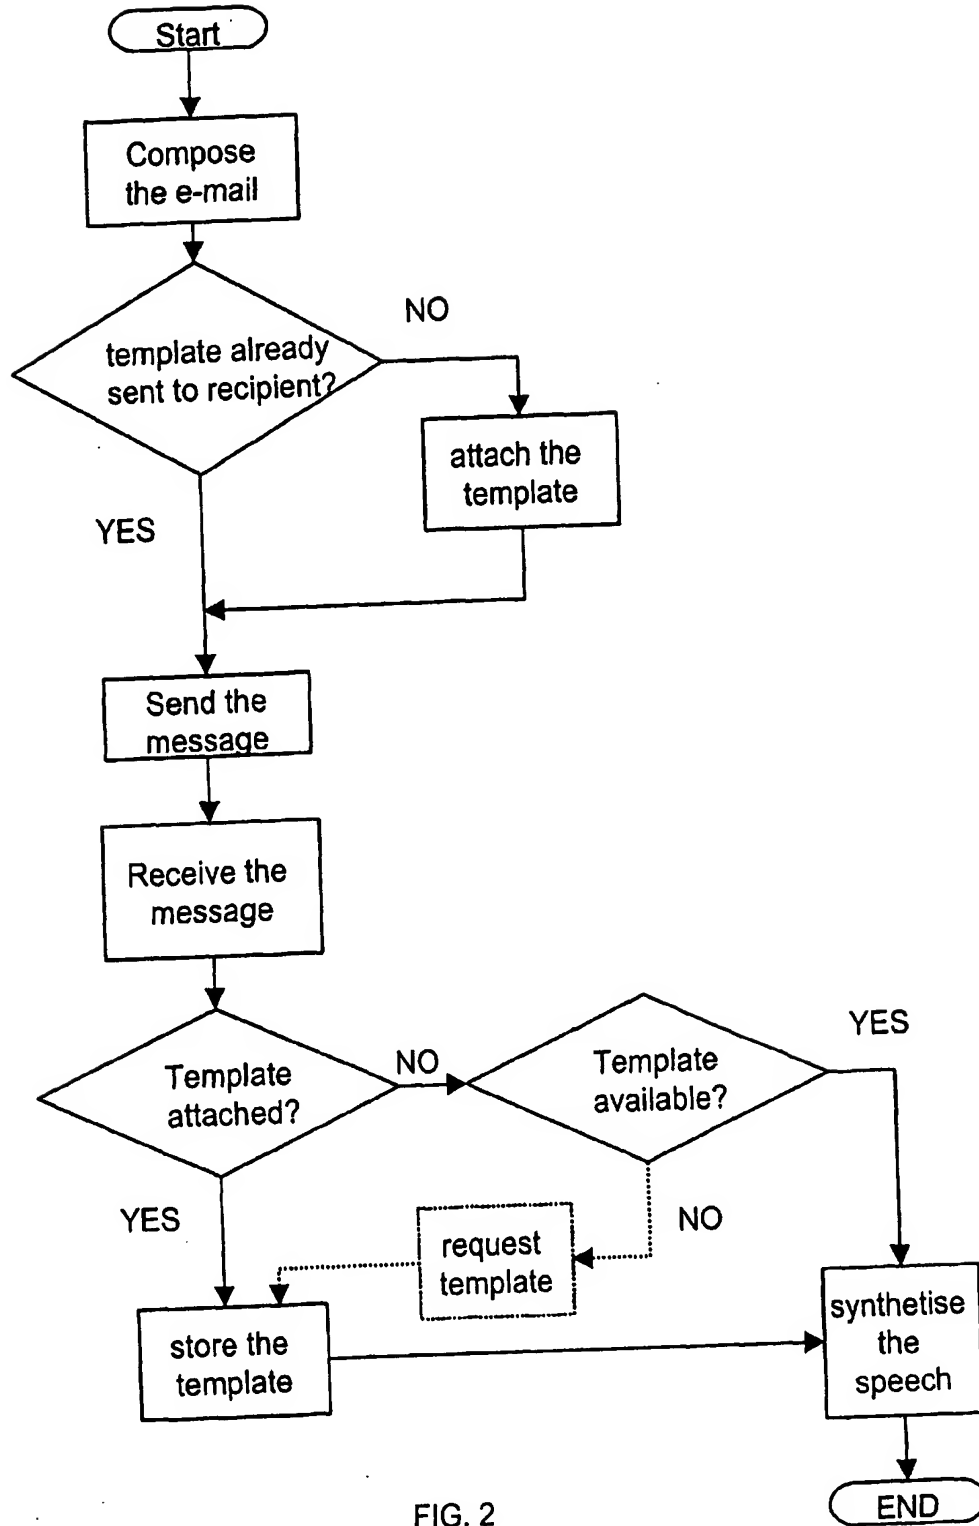 Start
Compose
the e-mail
NO
template already
sent to recipient?
attach the
template
YES
Send the
message
Receive the
message
Template
attached?
NO
Template
available?
YES
YES
request
template
NO
store the
template
synthetise
the
speech
END
FIG. 2